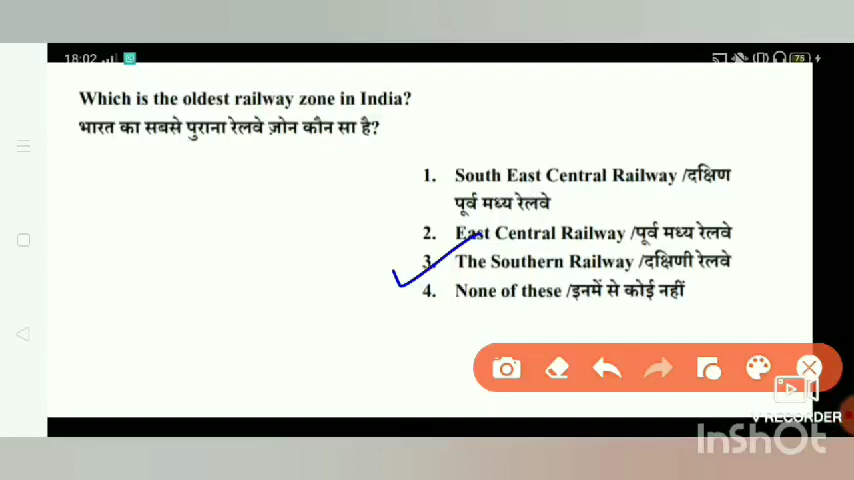 18:02
75
Which is the oldest railway zone in India?
भारत का सबसे पुराना रेलवे ज़ोन कौन सा है?
1. South East Central Railway /दक्षिण
पूर्व मध्य रेलवे
2. East Central Railway /पूर्व मध्य रेलवे
3. The Southern Railway /दक्षिणी रेलवे
4. None of these /इनमें से कोई नहीं
V RECORDER
InShOt